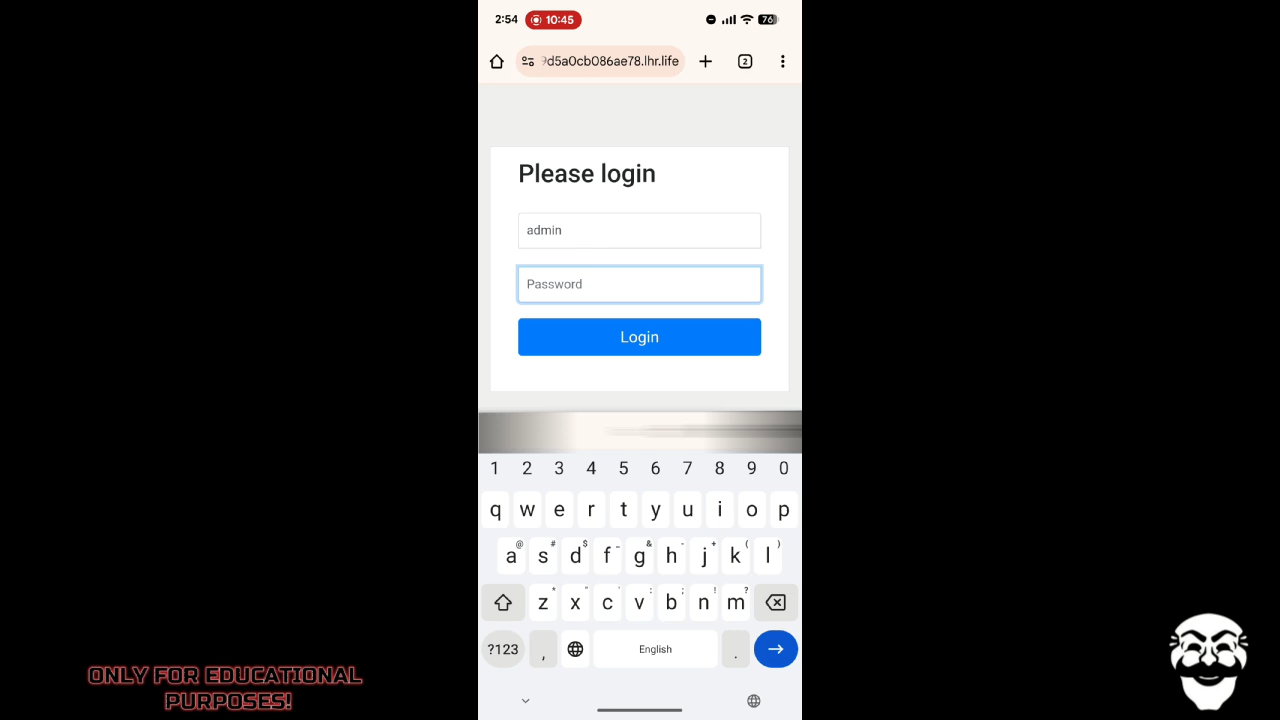 2:54 10:45 76
d5a0cb086ae78.lhr.life + 2
Please login
admin
Password
Login
1 2 3 4 5 6 7 8 9 0
q w e r t y u i o p
@ # $ _ & - + ( )
a s d f g h j k l
* " ' : ; ! ?
z x c v b n m
?123 , English .
ONLY FOR EDUCATIONAL
PURPOSES!